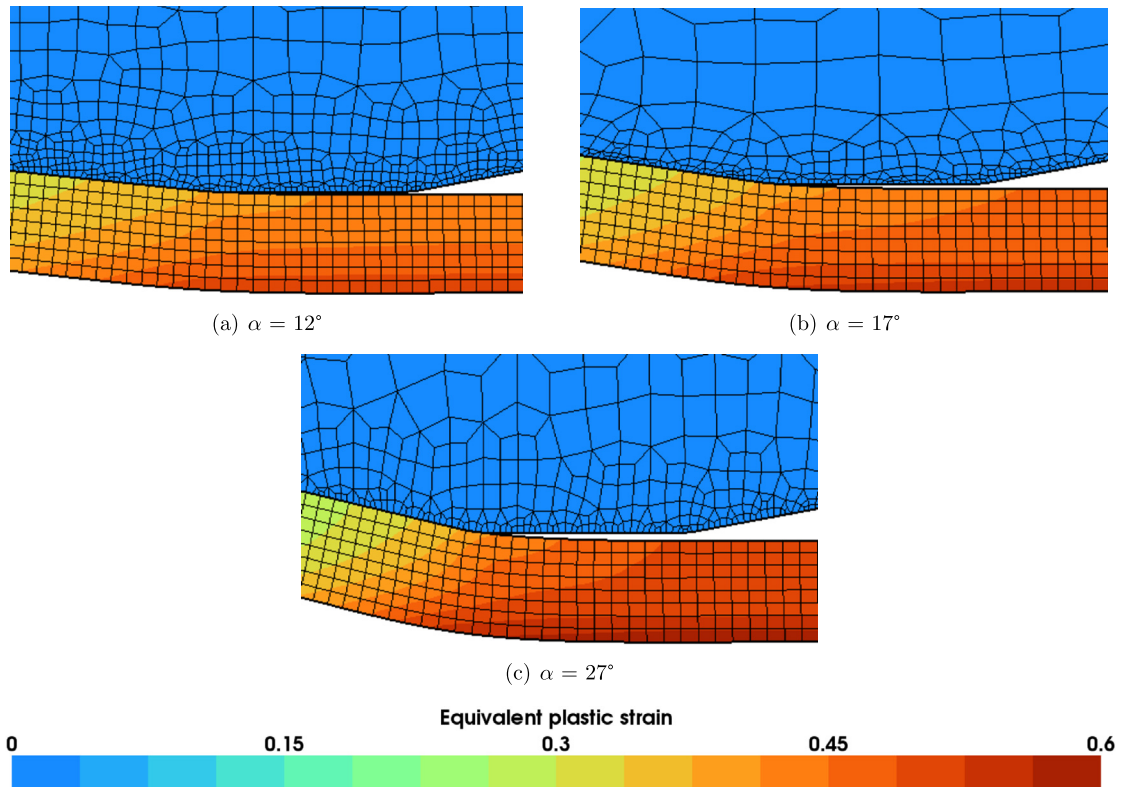 (a) α = 12°
(b) α = 17°
(c) α = 27°
Equivalent plastic strain
0 0.15 0.3 0.45 0.6